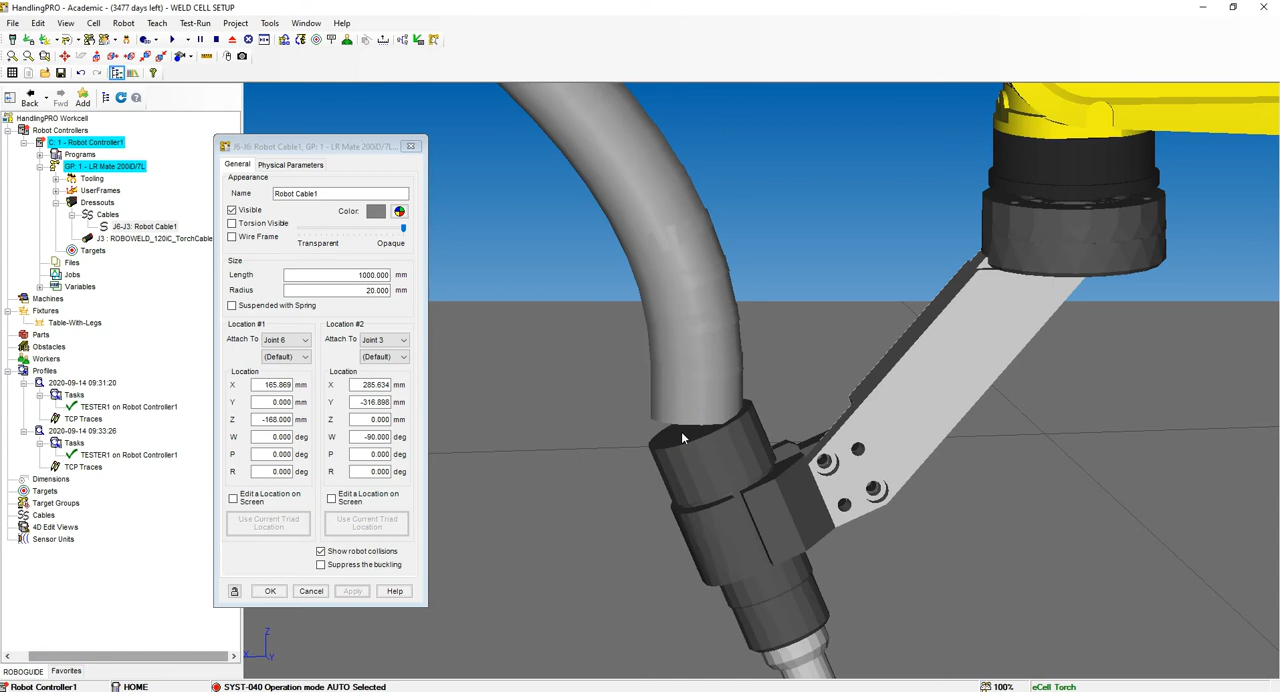 HandlingPRO - Academic - (3477 days left) - WELD CELL SETUP
File Edit View Cell Robot Teach Test-Run Project Tools Window Help
Back Fwd Add
HandlingPRO Workcell
Robot Controllers
C: 1 - Robot Controller1
Programs
GP: 1 - LR Mate 200iD/7L
Tooling
UserFrames
Dressouts
Cables
J6-J3: Robot Cable1
J3 : ROBOWELD_120iC_TorchCable
Targets
Files
Jobs
Variables
Machines
Fixtures
Table-With-Legs
Parts
Obstacles
Workers
Profiles
2020-09-14 09:31:20
Tasks
TESTER1 on Robot Controller1
TCP Traces
2020-09-14 09:33:26
Tasks
TESTER1 on Robot Controller1
TCP Traces
Dimensions
Targets
Target Groups
Cables
4D Edit Views
Sensor Units
ROBOGUIDE Favorites
J6-J6: Robot Cable1, GP: 1 - LR Mate 200iD/7L...
General Physical Parameters
Appearance
Name Robot Cable1
Visible Color:
Torsion Visible
Wire Frame Transparent Opaque
Size
Length 1000.000 mm
Radius 20.000 mm
Suspended with Spring
Location #1 Location #2
Attach To Joint 6 Attach To Joint 3
(Default) (Default)
Location Location
X 165.869 mm X 285.634 mm
Y 0.000 mm Y -316.898 mm
Z -168.000 mm Z 0.000 mm
W 0.000 deg W -90.000 deg
P 0.000 deg P 0.000 deg
R 0.000 deg R 0.000 deg
Edit a Location on Screen Edit a Location on Screen
Use Current Triad Location Use Current Triad Location
Show robot collisions
Suppress the buckling
OK Cancel Apply Help
Z
X
Y
Robot Controller1 HOME SYST-040 Operation mode AUTO Selected 100% eCell Torch